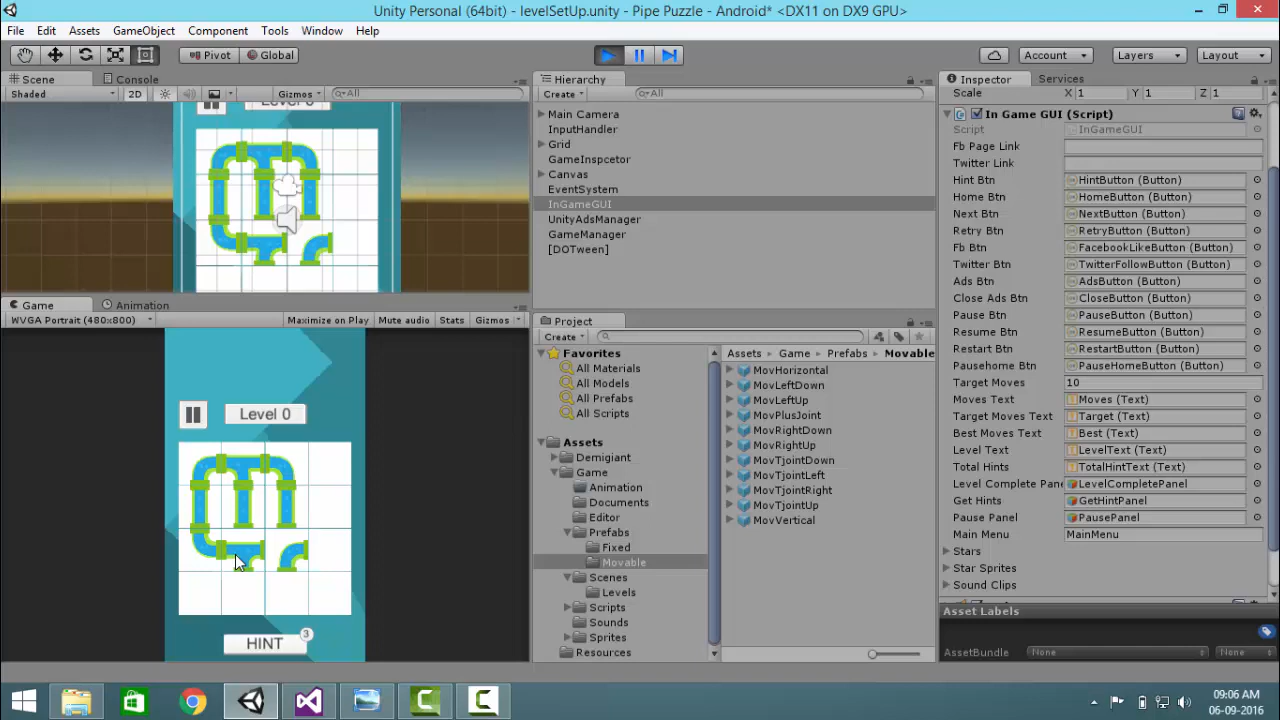 Unity Personal (64bit) - levelSetUp.unity - Pipe Puzzle - Android* <DX11 on DX9 GPU>
File Edit Assets GameObject Component Tools Window Help
Pivot Global Account Layers Layout
Scene Console
Shaded 2D Gizmos All
Level 0
Game Animation
WVGA Portrait (480x800) Maximize on Play Mute audio Stats Gizmos
Level 0
HINT 3
Hierarchy
Create All
Main Camera
InputHandler
Grid
GameInspcetor
Canvas
EventSystem
InGameGUI
UnityAdsManager
GameManager
[DOTween]
Project
Create
Favorites
All Materials
All Models
All Prefabs
All Scripts
Assets
Demigiant
Game
Animation
Documents
Editor
Prefabs
Fixed
Movable
Scenes
Levels
Scripts
Sounds
Sprites
Resources
Assets Game Prefabs Movable
MovHorizontal
MovLeftDown
MovLeftUp
MovPlusJoint
MovRightDown
MovRightUp
MovTjointDown
MovTjointLeft
MovTjointRight
MovTjointUp
MovVertical
Inspector Services
Scale X 1 Y 1 Z 1
In Game GUI (Script)
Script InGameGUI
Fb Page Link
Twitter Link
Hint Btn HintButton (Button)
Home Btn HomeButton (Button)
Next Btn NextButton (Button)
Retry Btn RetryButton (Button)
Fb Btn FacebookLikeButton (Button)
Twitter Btn TwitterFollowButton (Button)
Ads Btn AdsButton (Button)
Close Ads Btn CloseButton (Button)
Pause Btn PauseButton (Button)
Resume Btn ResumeButton (Button)
Restart Btn RestartButton (Button)
Pausehome Btn PauseHomeButton (Button)
Target Moves 10
Moves Text Moves (Text)
Target Moves Text Target (Text)
Best Moves Text Best (Text)
Level Text LevelText (Text)
Total Hints TotalHintText (Text)
Level Complete Pane LevelCompletePanel
Get Hints GetHintPanel
Pause Panel PausePanel
Main Menu MainMenu
Stars
Star Sprites
Sound Clips
Asset Labels
AssetBundle None None
09:06 AM
06-09-2016